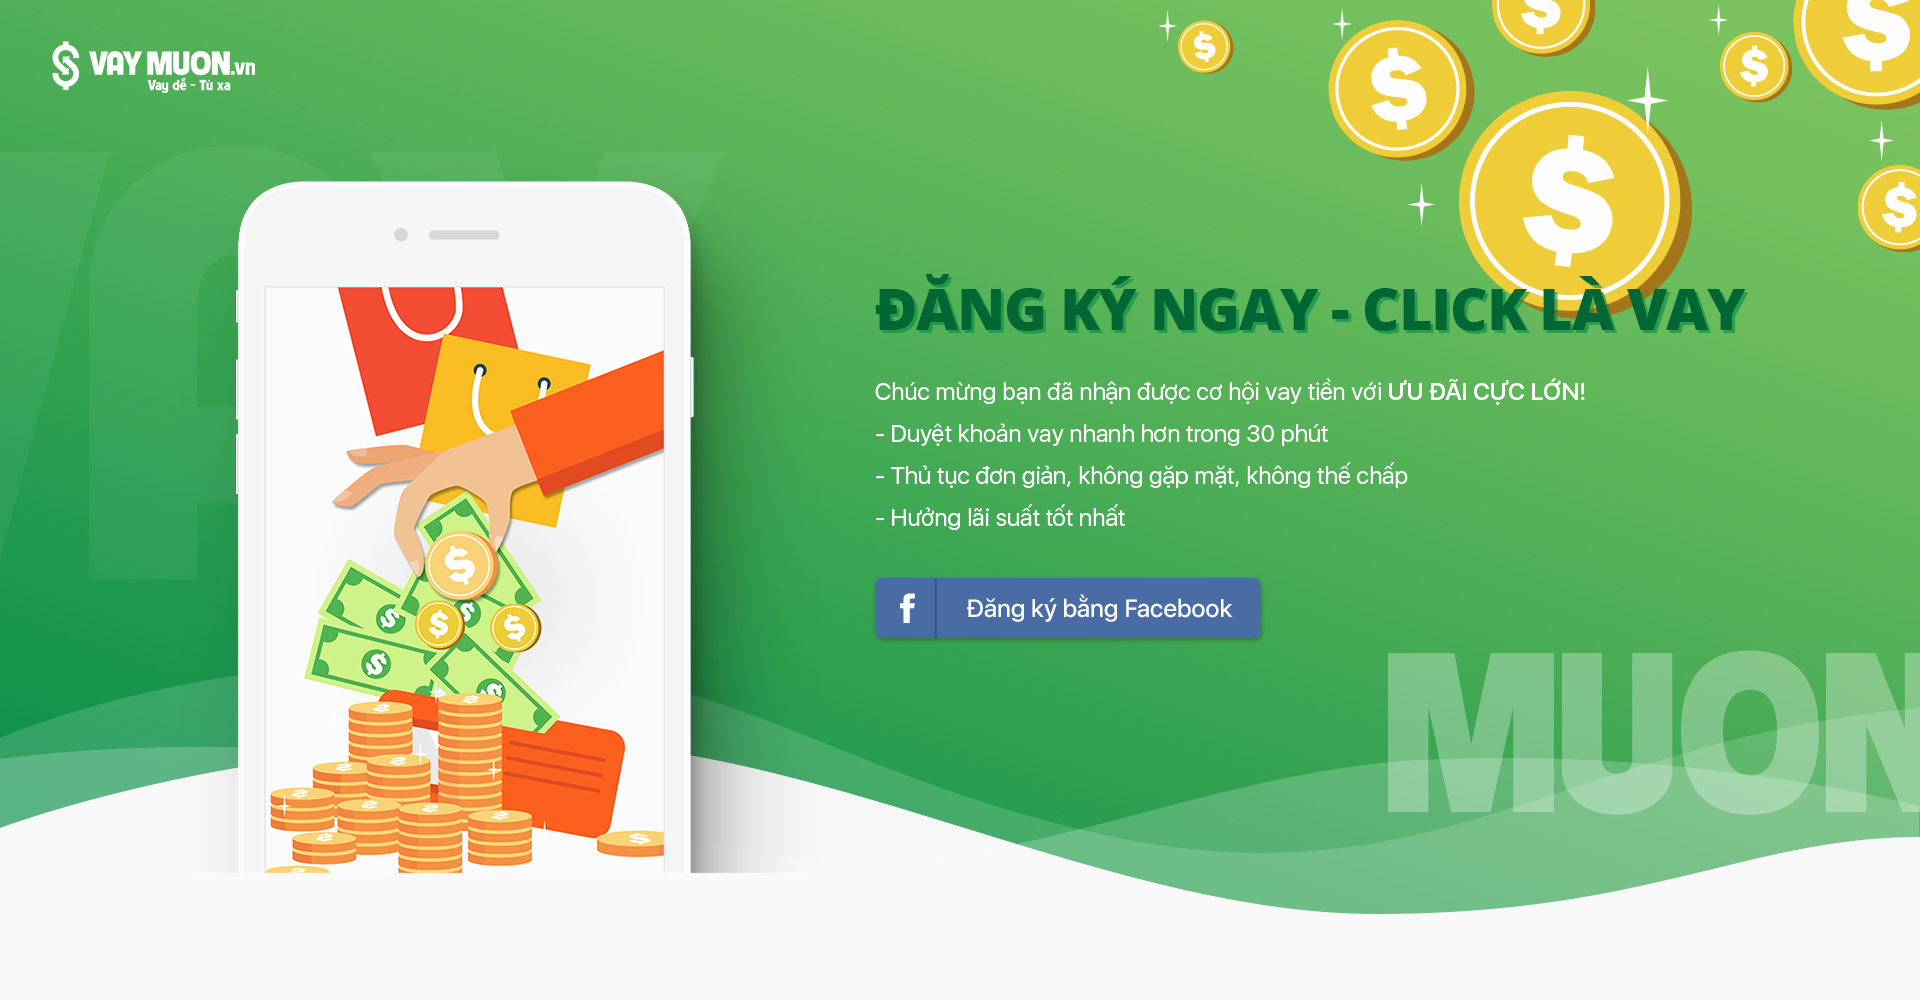 VAY MUON.vn
Vay dễ - Từ xa
VAY
ĐĂNG KÝ NGAY - CLICK LÀ VAY
Chúc mừng bạn đã nhận được cơ hội vay tiền với ƯU ĐÃI CỰC LỚN!
- Duyệt khoản vay nhanh hơn trong 30 phút
- Thủ tục đơn giản, không gặp mặt, không thế chấp
- Hưởng lãi suất tốt nhất
f Đăng ký bằng Facebook
MUON